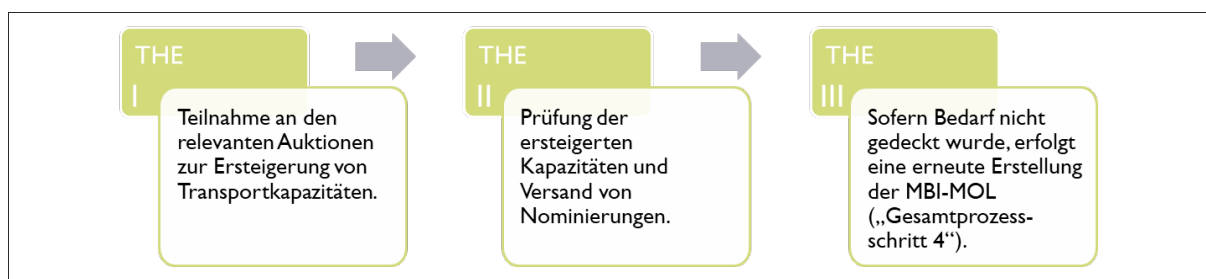 THE
I
Teilnahme an den
relevanten Auktionen
zur Ersteigerung von
Transportkapazitäten.
THE
II
Prüfung der
ersteigerten
Kapazitäten und
Versand von
Nominierungen.
THE
III
Sofern Bedarf nicht
gedeckt wurde, erfolgt
eine erneute Erstellung
der MBI-MOL
(„Gesamtprozess-
schritt 4“).